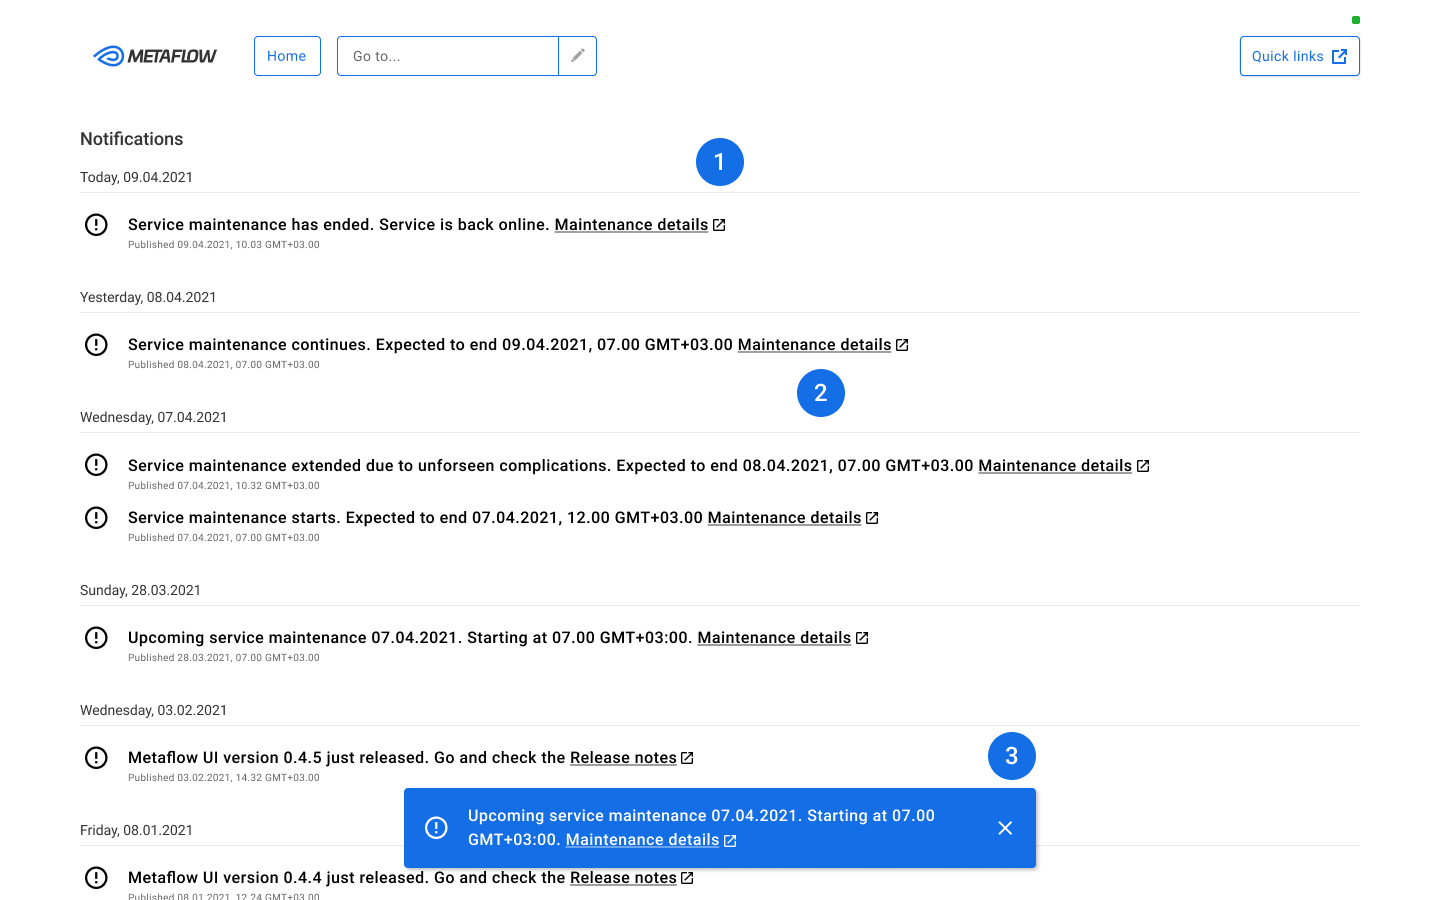 METAFLOW
Home
Go to...
Quick links
Notifications
1
Today, 09.04.2021
Service maintenance has ended. Service is back online. Maintenance details
Published 09.04.2021, 10.03 GMT+03.00
Yesterday, 08.04.2021
Service maintenance continues. Expected to end 09.04.2021, 07.00 GMT+03.00 Maintenance details
Published 08.04.2021, 07.00 GMT+03.00
2
Wednesday, 07.04.2021
Service maintenance extended due to unforseen complications. Expected to end 08.04.2021, 07.00 GMT+03.00 Maintenance details
Published 07.04.2021, 10.32 GMT+03.00
Service maintenance starts. Expected to end 07.04.2021, 12.00 GMT+03.00 Maintenance details
Published 07.04.2021, 07.00 GMT+03.00
Sunday, 28.03.2021
Upcoming service maintenance 07.04.2021. Starting at 07.00 GMT+03:00. Maintenance details
Published 28.03.2021, 07.00 GMT+03.00
Wednesday, 03.02.2021
Metaflow UI version 0.4.5 just released. Go and check the Release notes
Published 03.02.2021, 14.32 GMT+03.00
3
Upcoming service maintenance 07.04.2021. Starting at 07.00
GMT+03:00. Maintenance details
Friday, 08.01.2021
Metaflow UI version 0.4.4 just released. Go and check the Release notes
Published 08.01.2021, 12.24 GMT+03.00